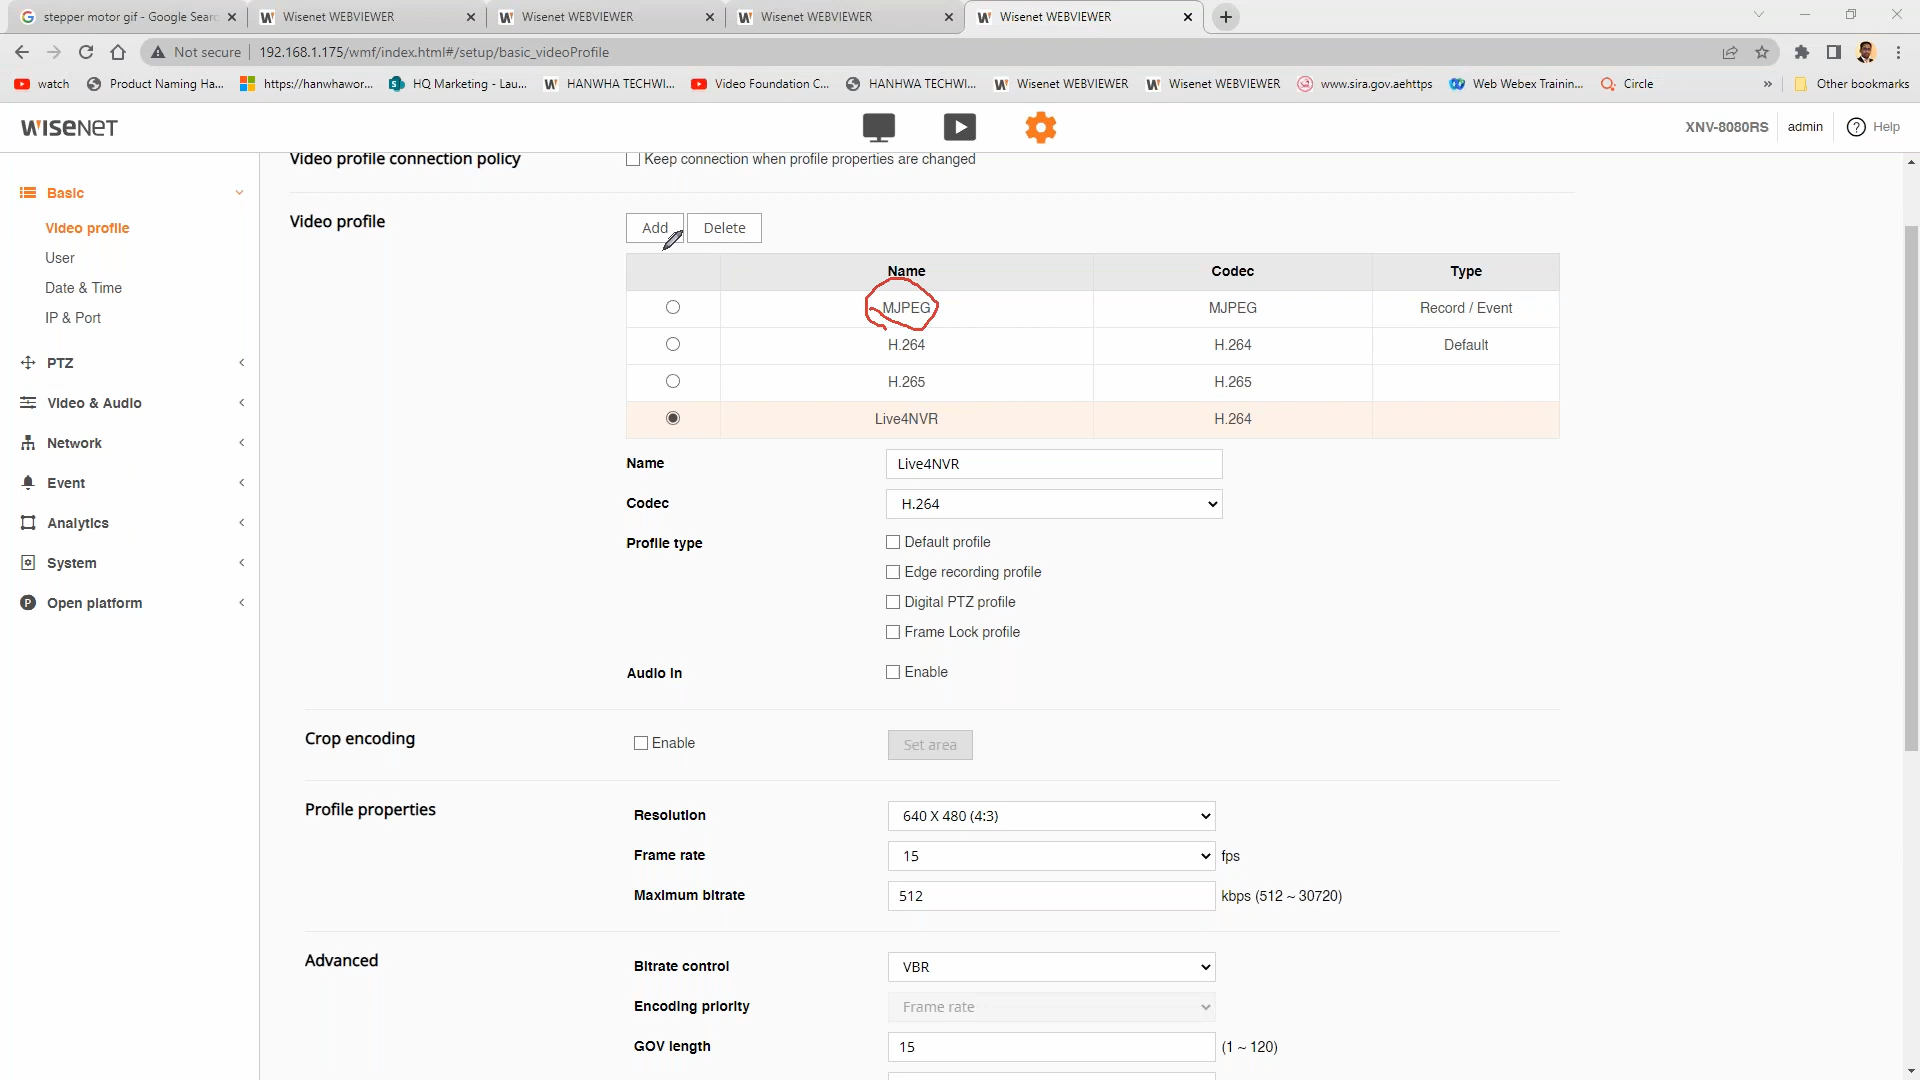 stepper motor gif - Google Sear
Wisenet WEBVIEWER
Wisenet WEBVIEWER
Wisenet WEBVIEWER
Wisenet WEBVIEWER
Not secure 192.168.1.175/wmf/index.html#/setup/basic_videoProfile
watch
Product Naming Ha...
https://hanwhawor...
HQ Marketing - Lau...
HANWHA TECHWI...
Video Foundation C...
HANHWA TECHWI...
Wisenet WEBVIEWER
Wisenet WEBVIEWER
www.sira.gov.aehttps
Web Webex Trainin...
Circle
»
Other bookmarks
WISENET
XNV-8080RS
admin
? Help
Basic
Video profile
User
Date & Time
IP & Port
PTZ
Video & Audio
Network
Event
Analytics
System
P Open platform
Video profile connection policy
Keep connection when profile properties are changed
Video profile
Add Delete
Name Codec Type
MJPEG MJPEG Record / Event
H.264 H.264 Default
H.265 H.265
Live4NVR H.264
Name Live4NVR
Codec H.264
Profile type
Default profile
Edge recording profile
Digital PTZ profile
Frame Lock profile
Audio In Enable
Crop encoding Enable Set area
Profile properties
Resolution 640 X 480 (4:3)
Frame rate 15 fps
Maximum bitrate 512 kbps (512 ~ 30720)
Advanced
Bitrate control VBR
Encoding priority Frame rate
GOV length 15 (1 ~ 120)